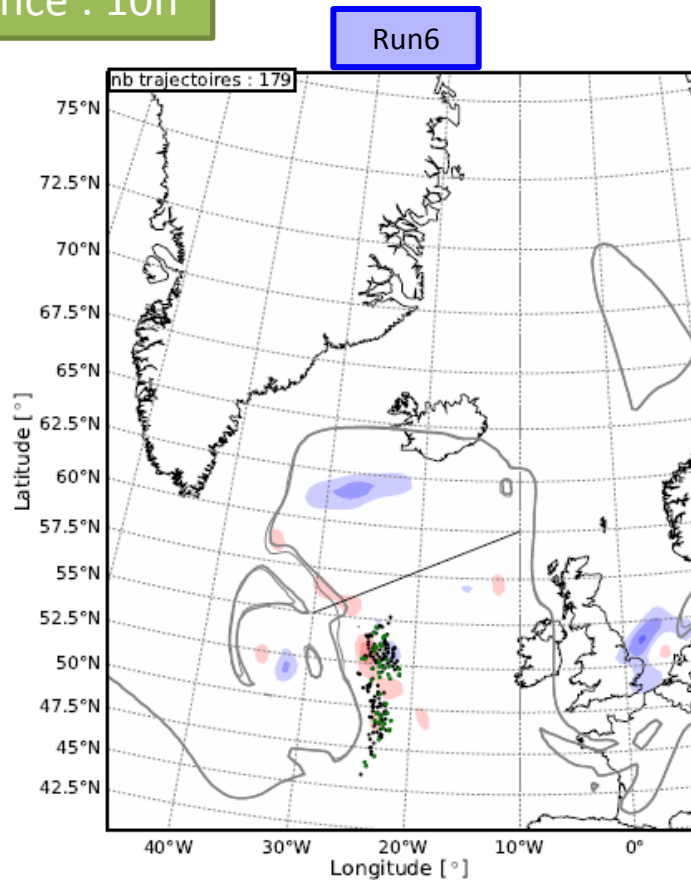 nce : 10h
Run6
nb trajectoires : 179
75°N
72.5°N
70°N
67.5°N
65°N
62.5°N
60°N
57.5°N
55°N
52.5°N
50°N
47.5°N
45°N
42.5°N
Latitude [°]
40°W 30°W 20°W 10°W 0°
Longitude [°]